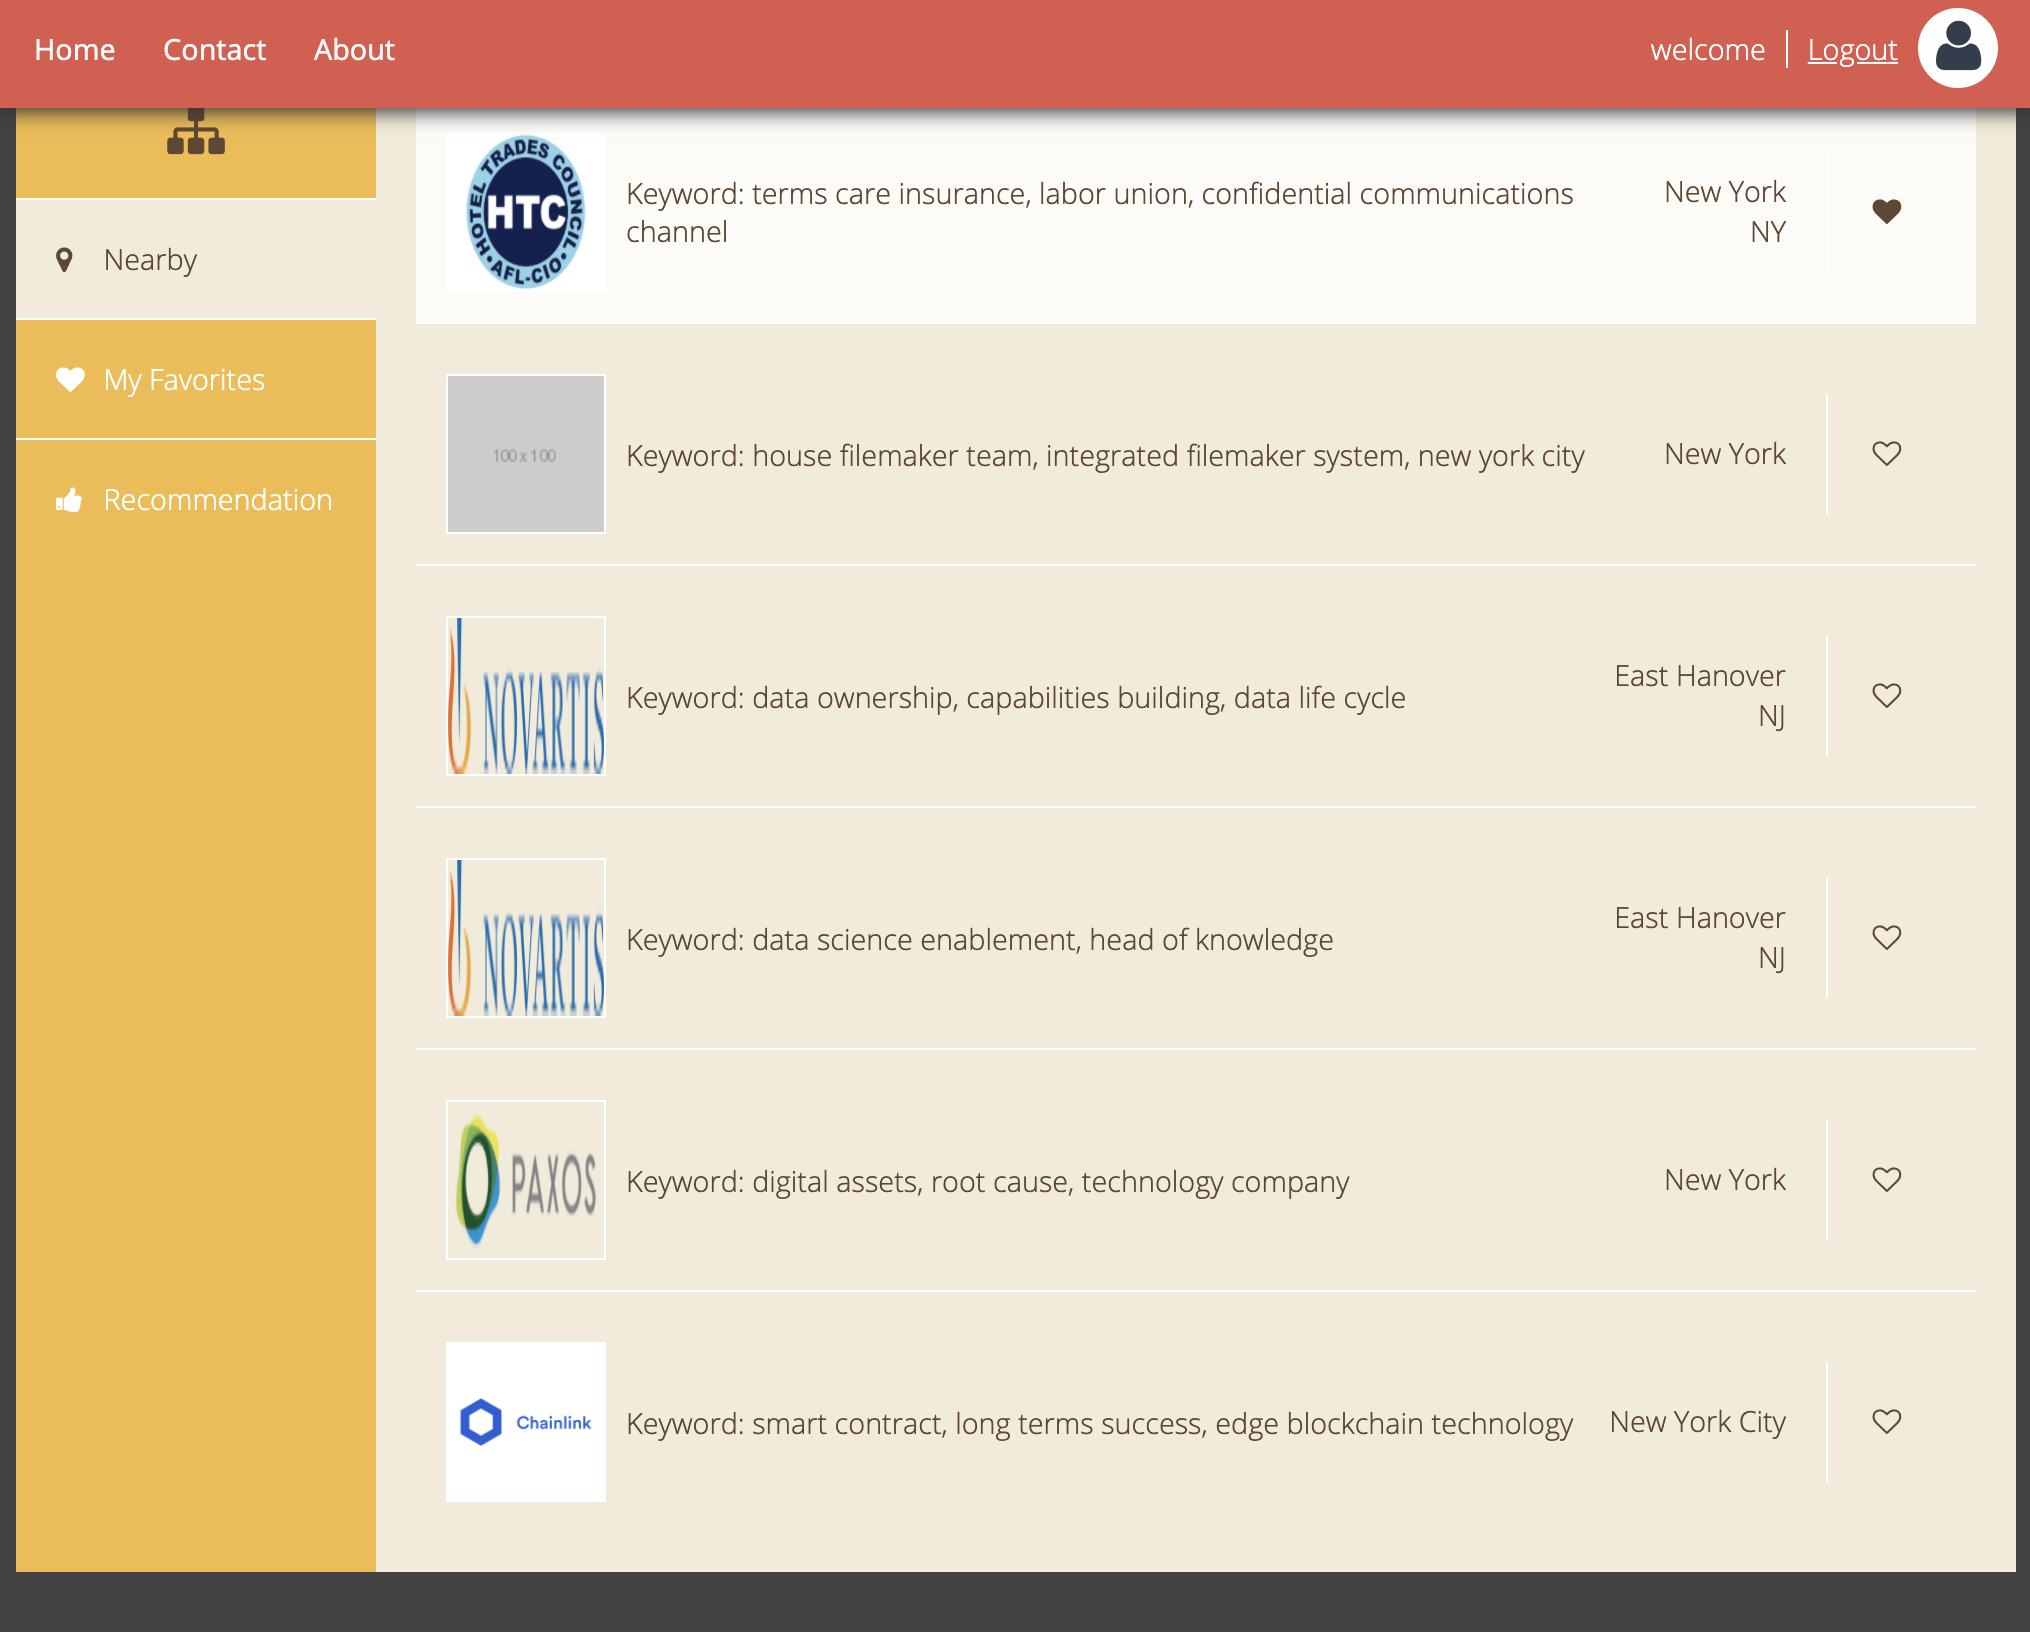 Home Contact About welcome Logout
HOTEL TRADES COUNCIL
HTC
AFL-CIO
Keyword: terms care insurance, labor union, confidential communications
channel
New York
NY
Nearby
My Favorites
100 x 100
Keyword: house filemaker team, integrated filemaker system, new york city
New York
Recommendation
NOVARTIS
Keyword: data ownership, capabilities building, data life cycle
East Hanover
NJ
NOVARTIS
Keyword: data science enablement, head of knowledge
East Hanover
NJ
PAXOS
Keyword: digital assets, root cause, technology company
New York
Chainlink
Keyword: smart contract, long terms success, edge blockchain technology
New York City